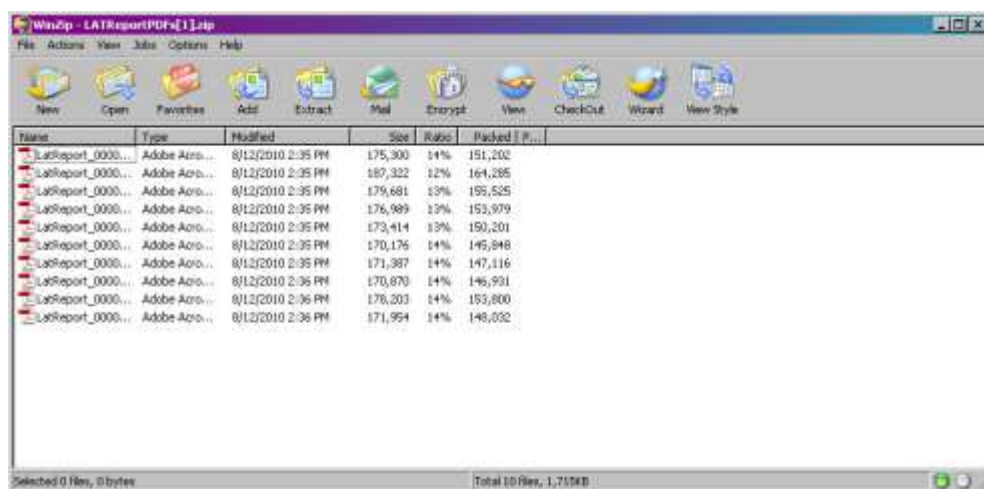 WinZip - LATReportPDFs[1].zip
File Actions View Jobs Options Help
New Open Favorites Add Extract Mail Encrypt View CheckOut Wizard View Style
Name Type Modified Size Ratio Packed P...
LatReport_0000... Adobe Acro... 8/12/2010 2:35 PM 175,300 14% 151,202
LatReport_0000... Adobe Acro... 8/12/2010 2:35 PM 187,322 12% 164,285
LatReport_0000... Adobe Acro... 8/12/2010 2:35 PM 179,681 13% 155,525
LatReport_0000... Adobe Acro... 8/12/2010 2:35 PM 176,989 13% 153,979
LatReport_0000... Adobe Acro... 8/12/2010 2:35 PM 173,414 13% 150,201
LatReport_0000... Adobe Acro... 8/12/2010 2:35 PM 170,176 14% 145,848
LatReport_0000... Adobe Acro... 8/12/2010 2:35 PM 171,387 14% 147,116
LatReport_0000... Adobe Acro... 8/12/2010 2:36 PM 170,870 14% 146,931
LatReport_0000... Adobe Acro... 8/12/2010 2:36 PM 178,203 14% 153,800
LatReport_0000... Adobe Acro... 8/12/2010 2:36 PM 171,954 14% 148,032
Selected 0 files, 0 bytes Total 10 files, 1,715KB